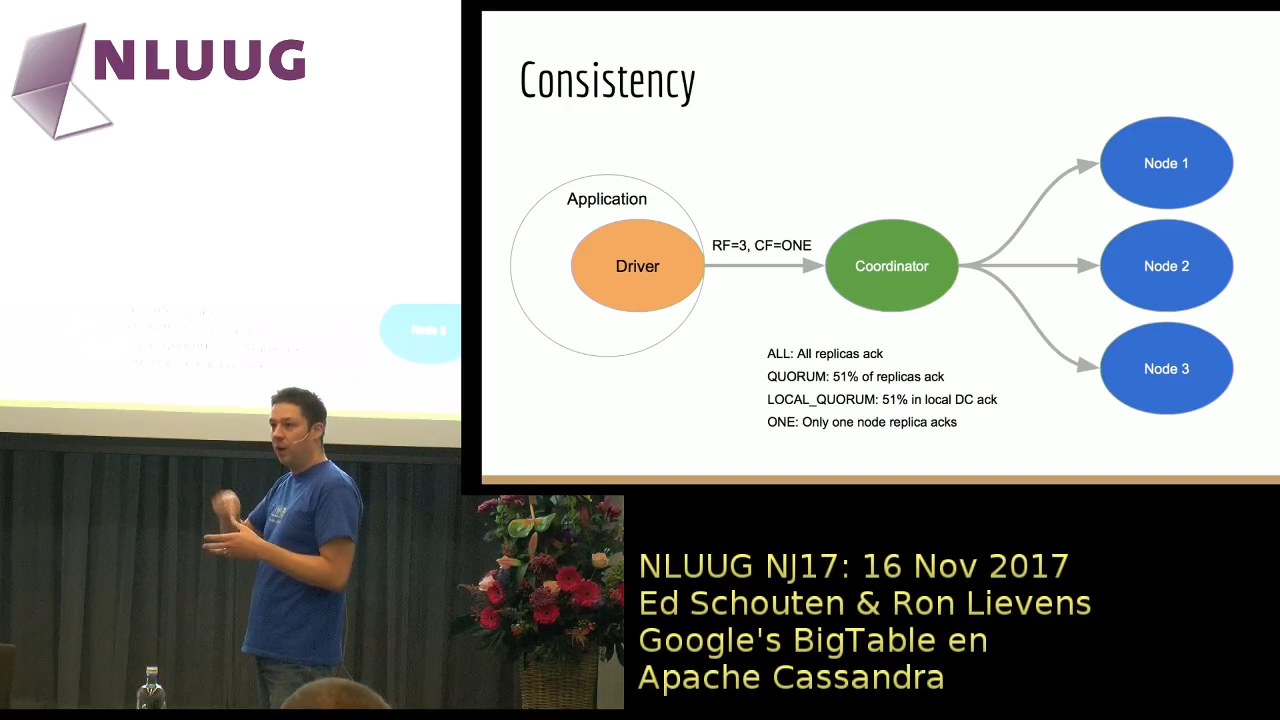 NLUUG
Consistency
Application
Driver
RF=3, CF=ONE
Coordinator
Node 1
Node 2
Node 3
ALL: All replicas ack
QUORUM: 51% of replicas ack
LOCAL_QUORUM: 51% in local DC ack
ONE: Only one node replica acks
NLUUG NJ17: 16 Nov 2017
Ed Schouten & Ron Lievens
Google's BigTable en
Apache Cassandra